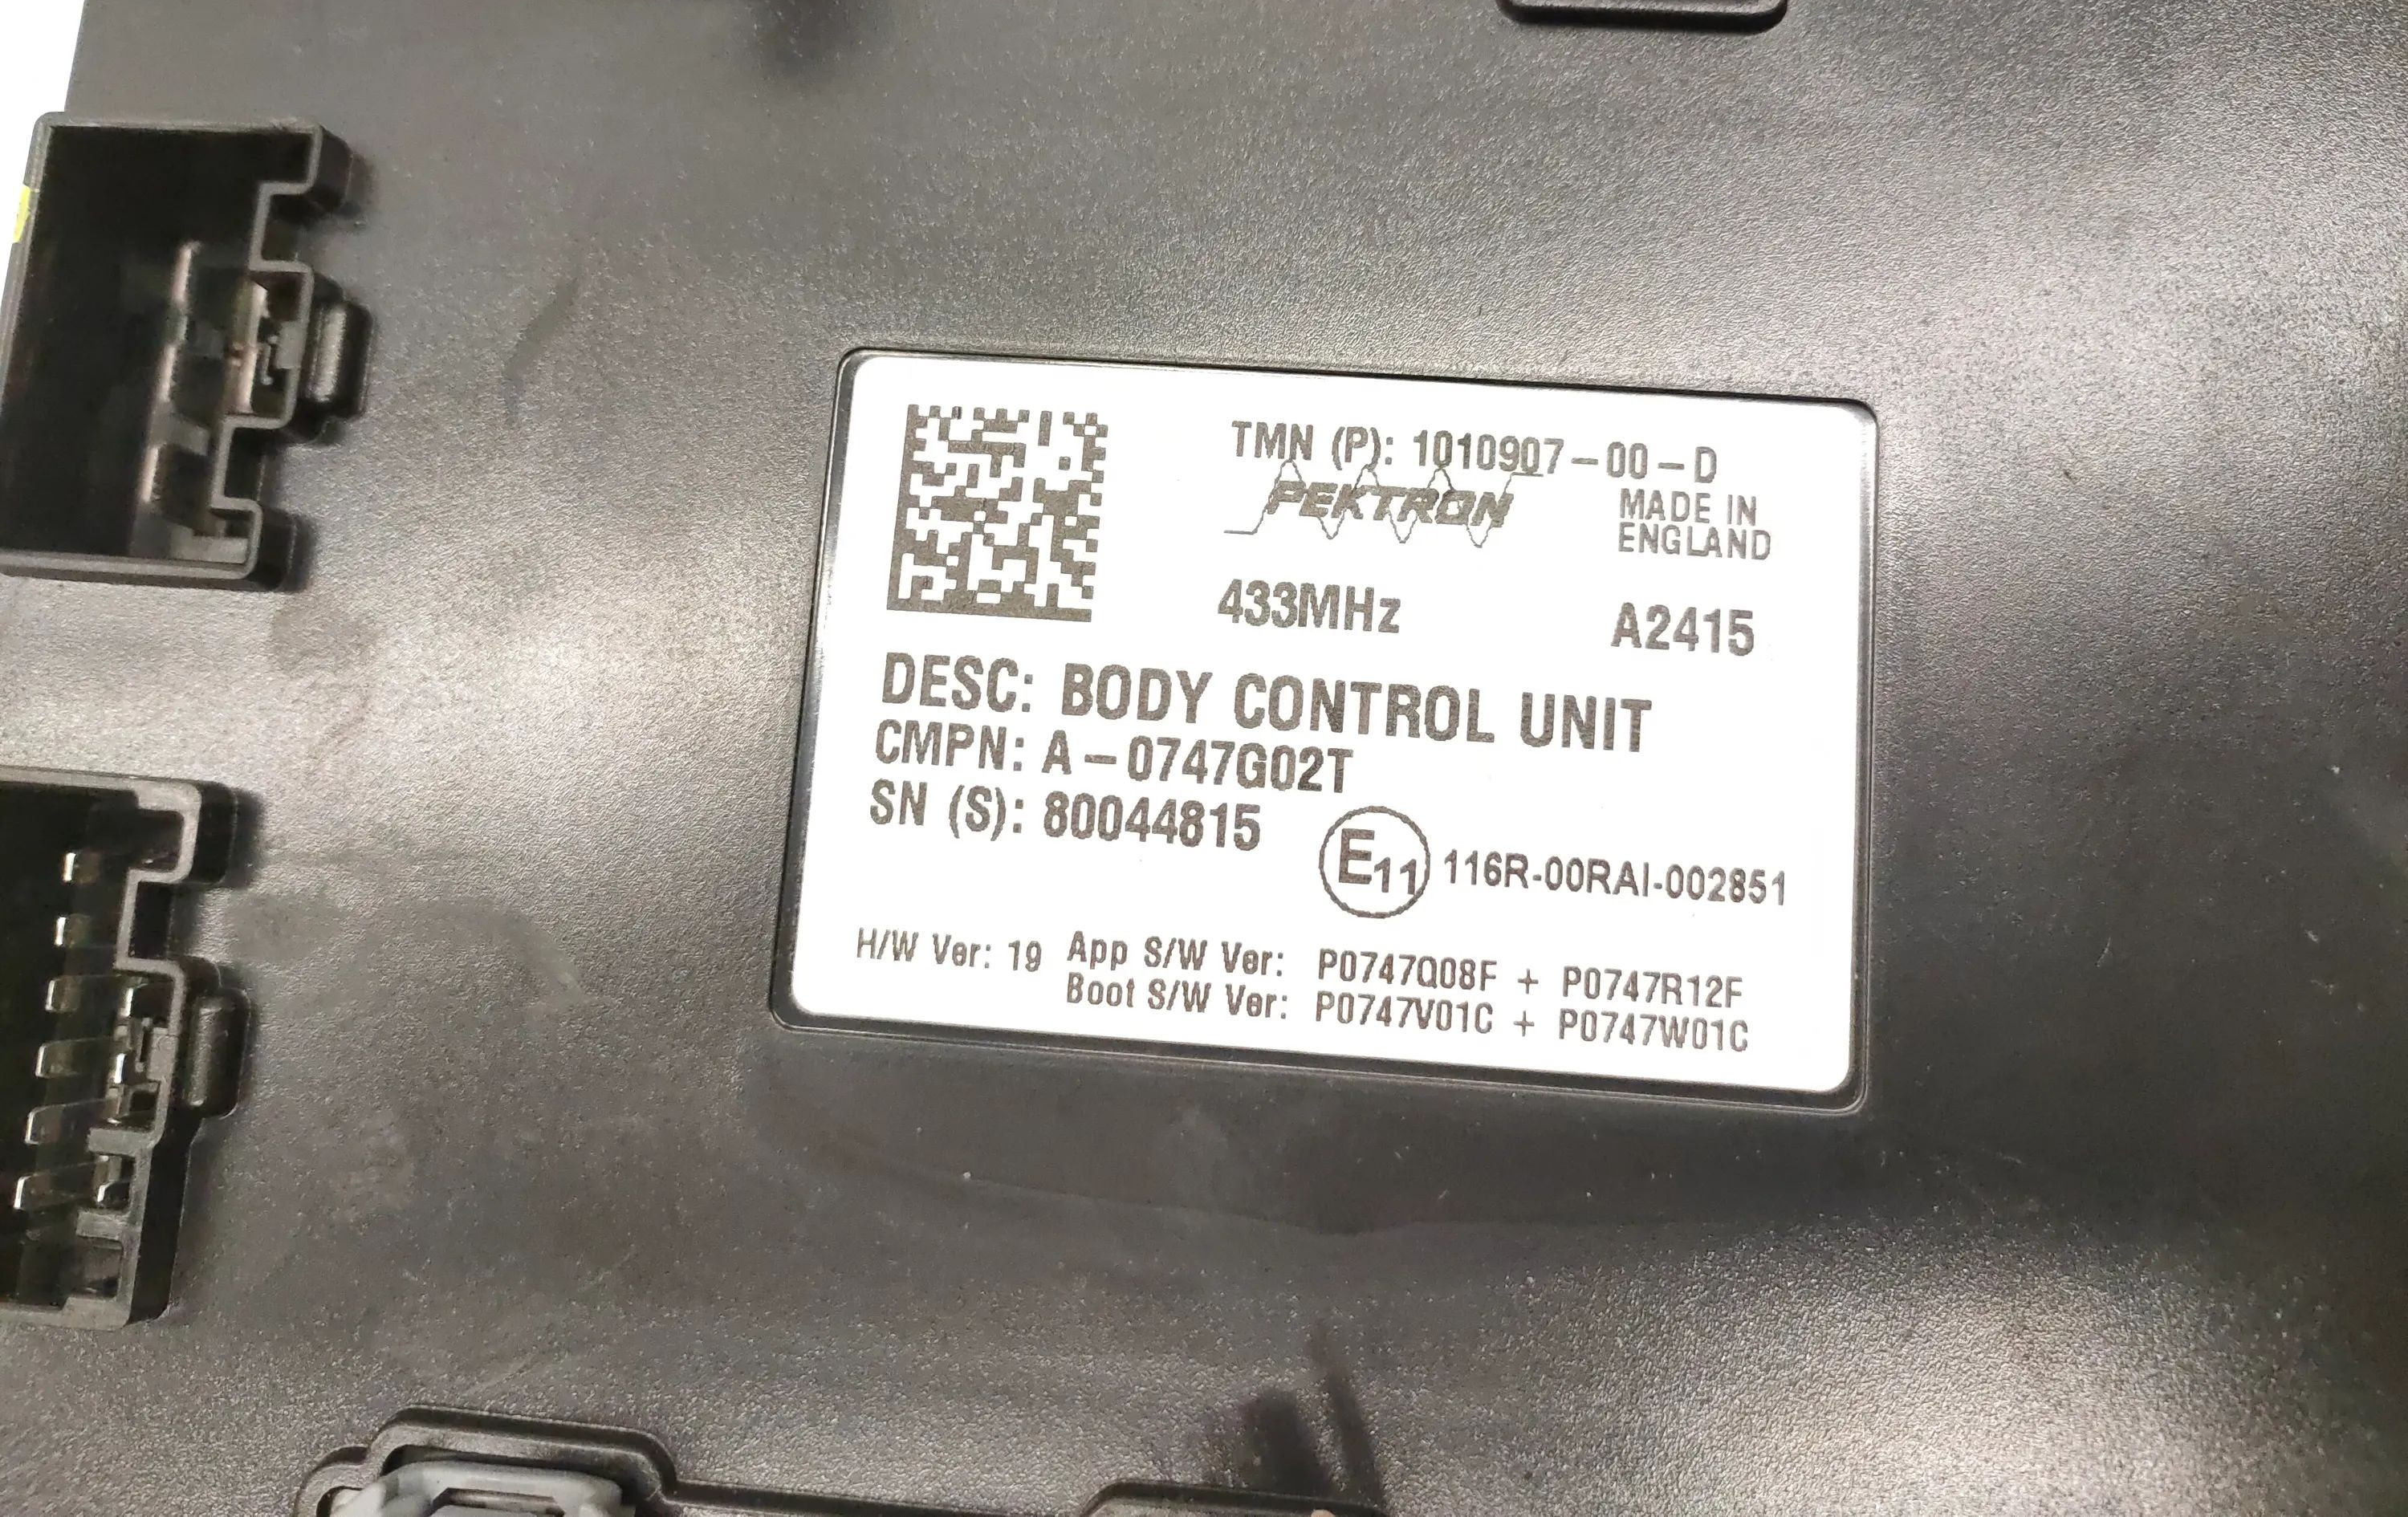 TMN (P): 1010907-00-D
PEKTRON
MADE IN
ENGLAND
433MHz
A2415
DESC: BODY CONTROL UNIT
CMPN: A-0747G02T
SN (S): 80044815
E11 116R-00RAI-002851
H/W Ver: 19 App S/W Ver: P0747Q08F + P0747R12F
Boot S/W Ver: P0747V01C + P0747W01C